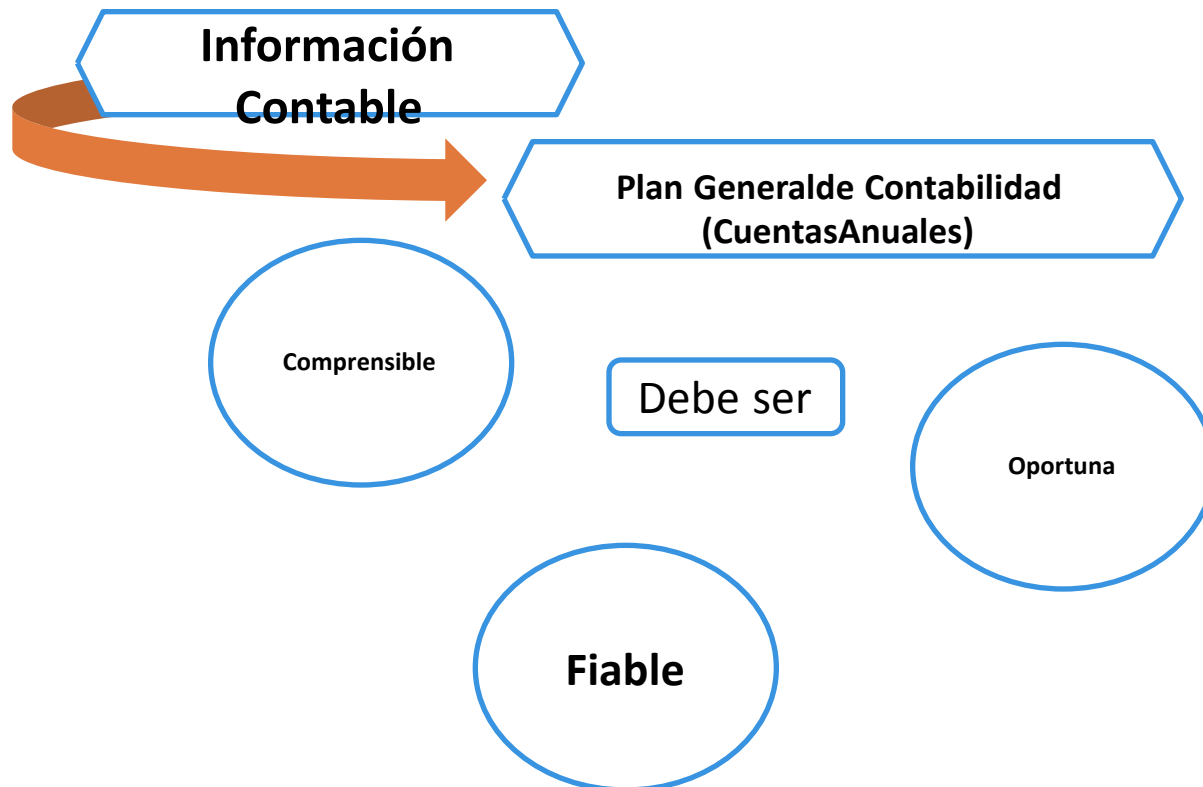 Información
Contable
Plan Generalde Contabilidad
(CuentasAnuales)
Comprensible
Debe ser
Oportuna
Fiable